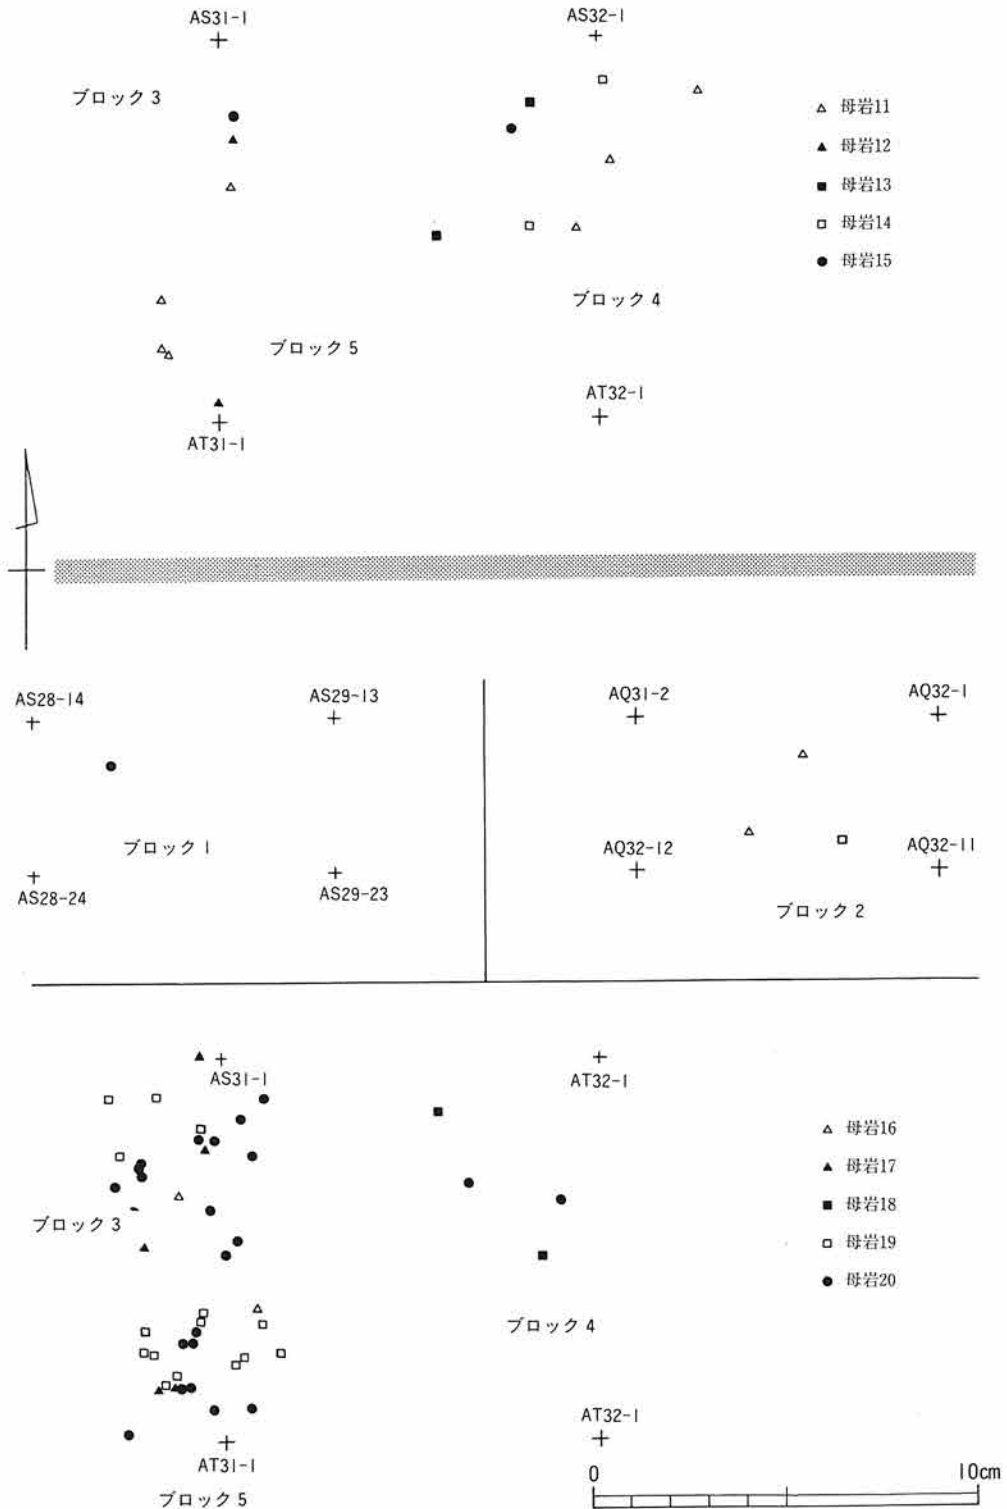 AS31-1
AS32-1
ブロック 3
母岩11
母岩12
母岩13
母岩14
母岩15
ブロック 4
ブロック 5
AT32-1
AT31-1
AS28-14
AS29-13
AQ31-2
AQ32-1
ブロック 1
AQ32-12
AQ32-11
AS28-24
AS29-23
ブロック 2
AS31-1
AT32-1
母岩16
母岩17
母岩18
母岩19
母岩20
ブロック 3
ブロック 4
AT32-1
AT31-1
ブロック 5
0
10cm